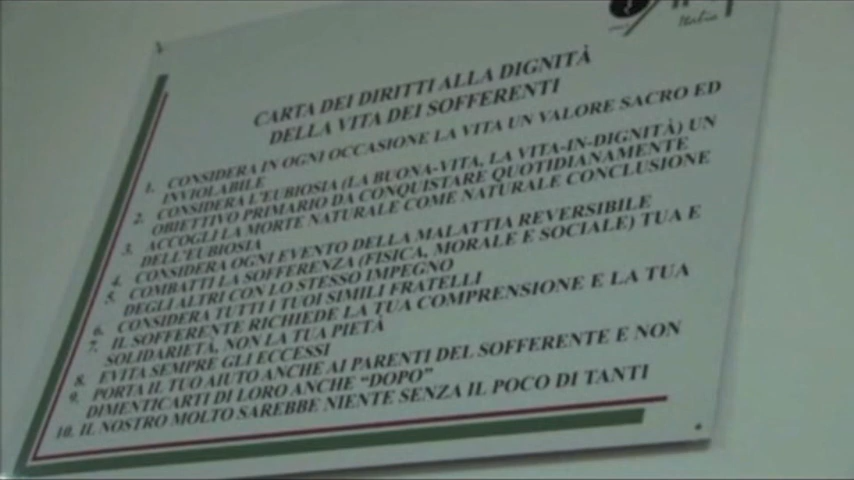 Italia
CARTA DEI DIRITTI ALLA DIGNITÀ
DELLA VITA DEI SOFFERENTI
1. CONSIDERA IN OGNI OCCASIONE LA VITA UN VALORE SACRO ED
INVIOLABILE
2. CONSIDERA L'EUBIOSIA (LA BUONA-VITA, LA VITA-IN-DIGNITÀ) UN
OBIETTIVO PRIMARIO DA CONQUISTARE QUOTIDIANAMENTE
3. ACCOGLI LA MORTE NATURALE COME NATURALE CONCLUSIONE
DELL'EUBIOSIA
4. CONSIDERA OGNI EVENTO DELLA MALATTIA REVERSIBILE
5. COMBATTI LA SOFFERENZA (FISICA, MORALE E SOCIALE) TUA E
DEGLI ALTRI CON LO STESSO IMPEGNO
6. CONSIDERA TUTTI I TUOI SIMILI FRATELLI
7. IL SOFFERENTE RICHIEDE LA TUA COMPRENSIONE E LA TUA
SOLIDARIETÀ, NON LA TUA PIETÀ
8. EVITA SEMPRE GLI ECCESSI
9. PORTA IL TUO AIUTO ANCHE AI PARENTI DEL SOFFERENTE E NON
DIMENTICARTI DI LORO ANCHE "DOPO"
10. IL NOSTRO MOLTO SAREBBE NIENTE SENZA IL POCO DI TANTI